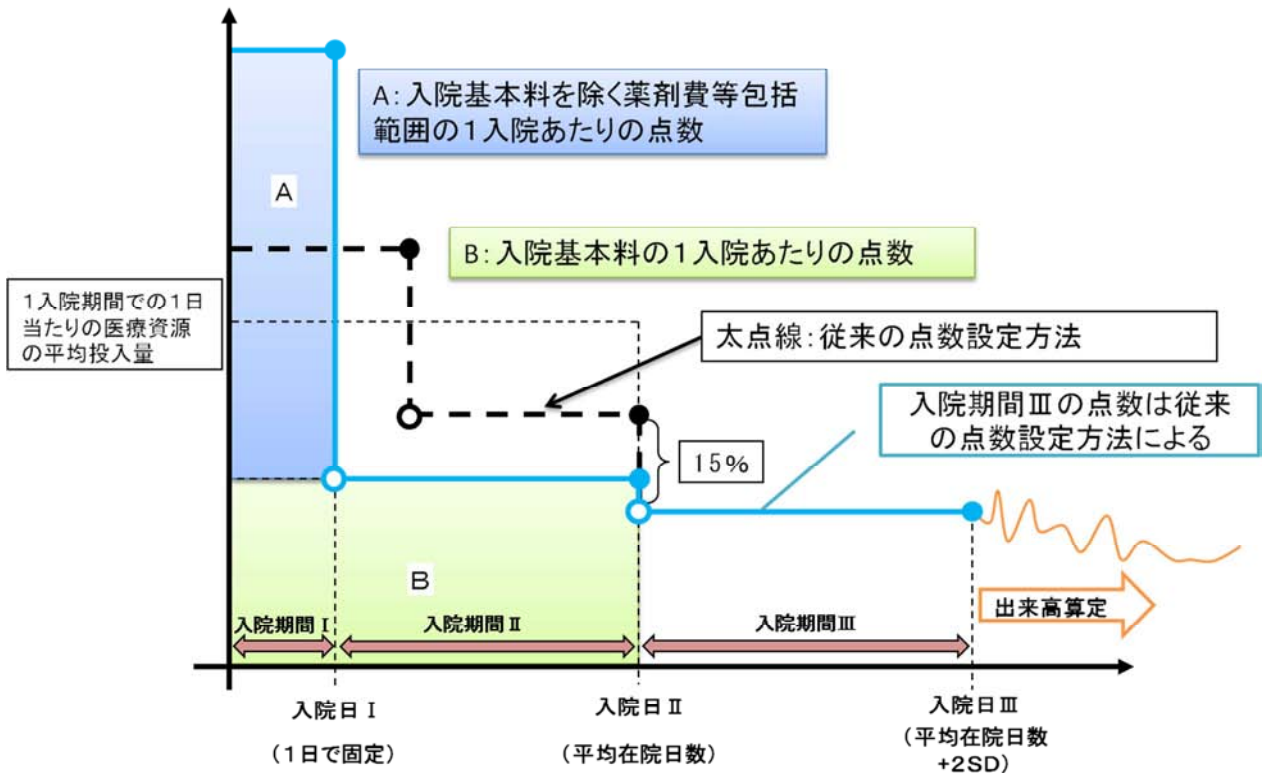 A：入院基本料を除く薬剤費等包括
範囲の１入院あたりの点数
A
B：入院基本料の１入院あたりの点数
１入院期間での１日
当たりの医療資源
の平均投入量
太点線：従来の点数設定方法
入院期間Ⅲの点数は従来
の点数設定方法による
15%
B
出来高算定
入院期間Ⅰ
入院期間Ⅱ
入院期間Ⅲ
入院日Ⅰ
（１日で固定）
入院日Ⅱ
（平均在院日数）
入院日Ⅲ
（平均在院日数
+2SD）